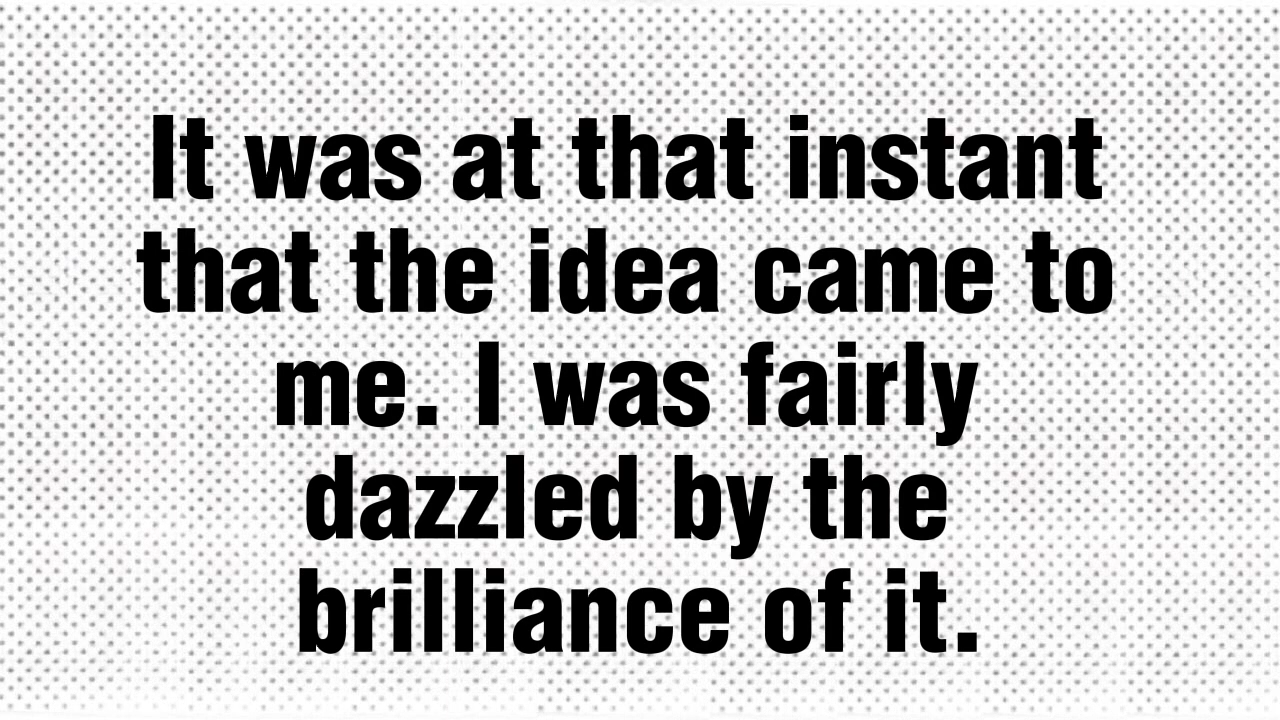 It was at that instant
that the idea came to
me. I was fairly
dazzled by the
brilliance of it.